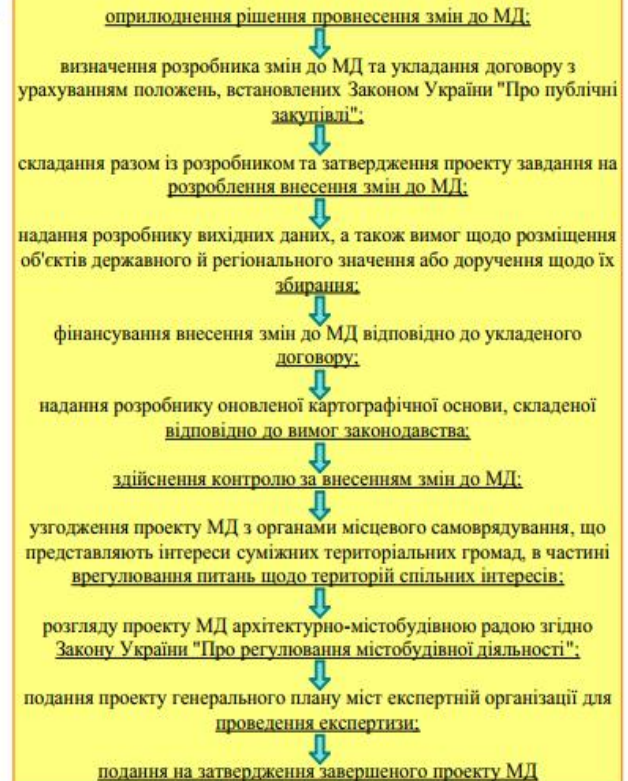 оприлюднення рішення провнесення змін до МД;
визначення розробника змін до МД та укладання договору з
урахуванням положень, встановлених Законом України "Про публічні
закупівлі";
складання разом із розробником та затвердження проекту завдання на
розроблення внесення змін до МД;
надання розробнику вихідних даних, а також вимог щодо розміщення
об'єктів державного й регіонального значення або доручення щодо їх
збирання;
фінансування внесення змін до МД відповідно до укладеного
договору;
надання розробнику оновленої картографічної основи, складеної
відповідно до вимог законодавства;
здійснення контролю за внесенням змін до МД;
узгодження проекту МД з органами місцевого самоврядування, що
представляють інтереси суміжних територіальних громад, в частині
врегулювання питань щодо територій спільних інтересів;
розгляду проекту МД архітектурно-містобудівною радою згідно
Закону України "Про регулювання містобудівної діяльності";
подання проекту генерального плану міст експертній організації для
проведення експертизи;
подання на затвердження завершеного проекту МД